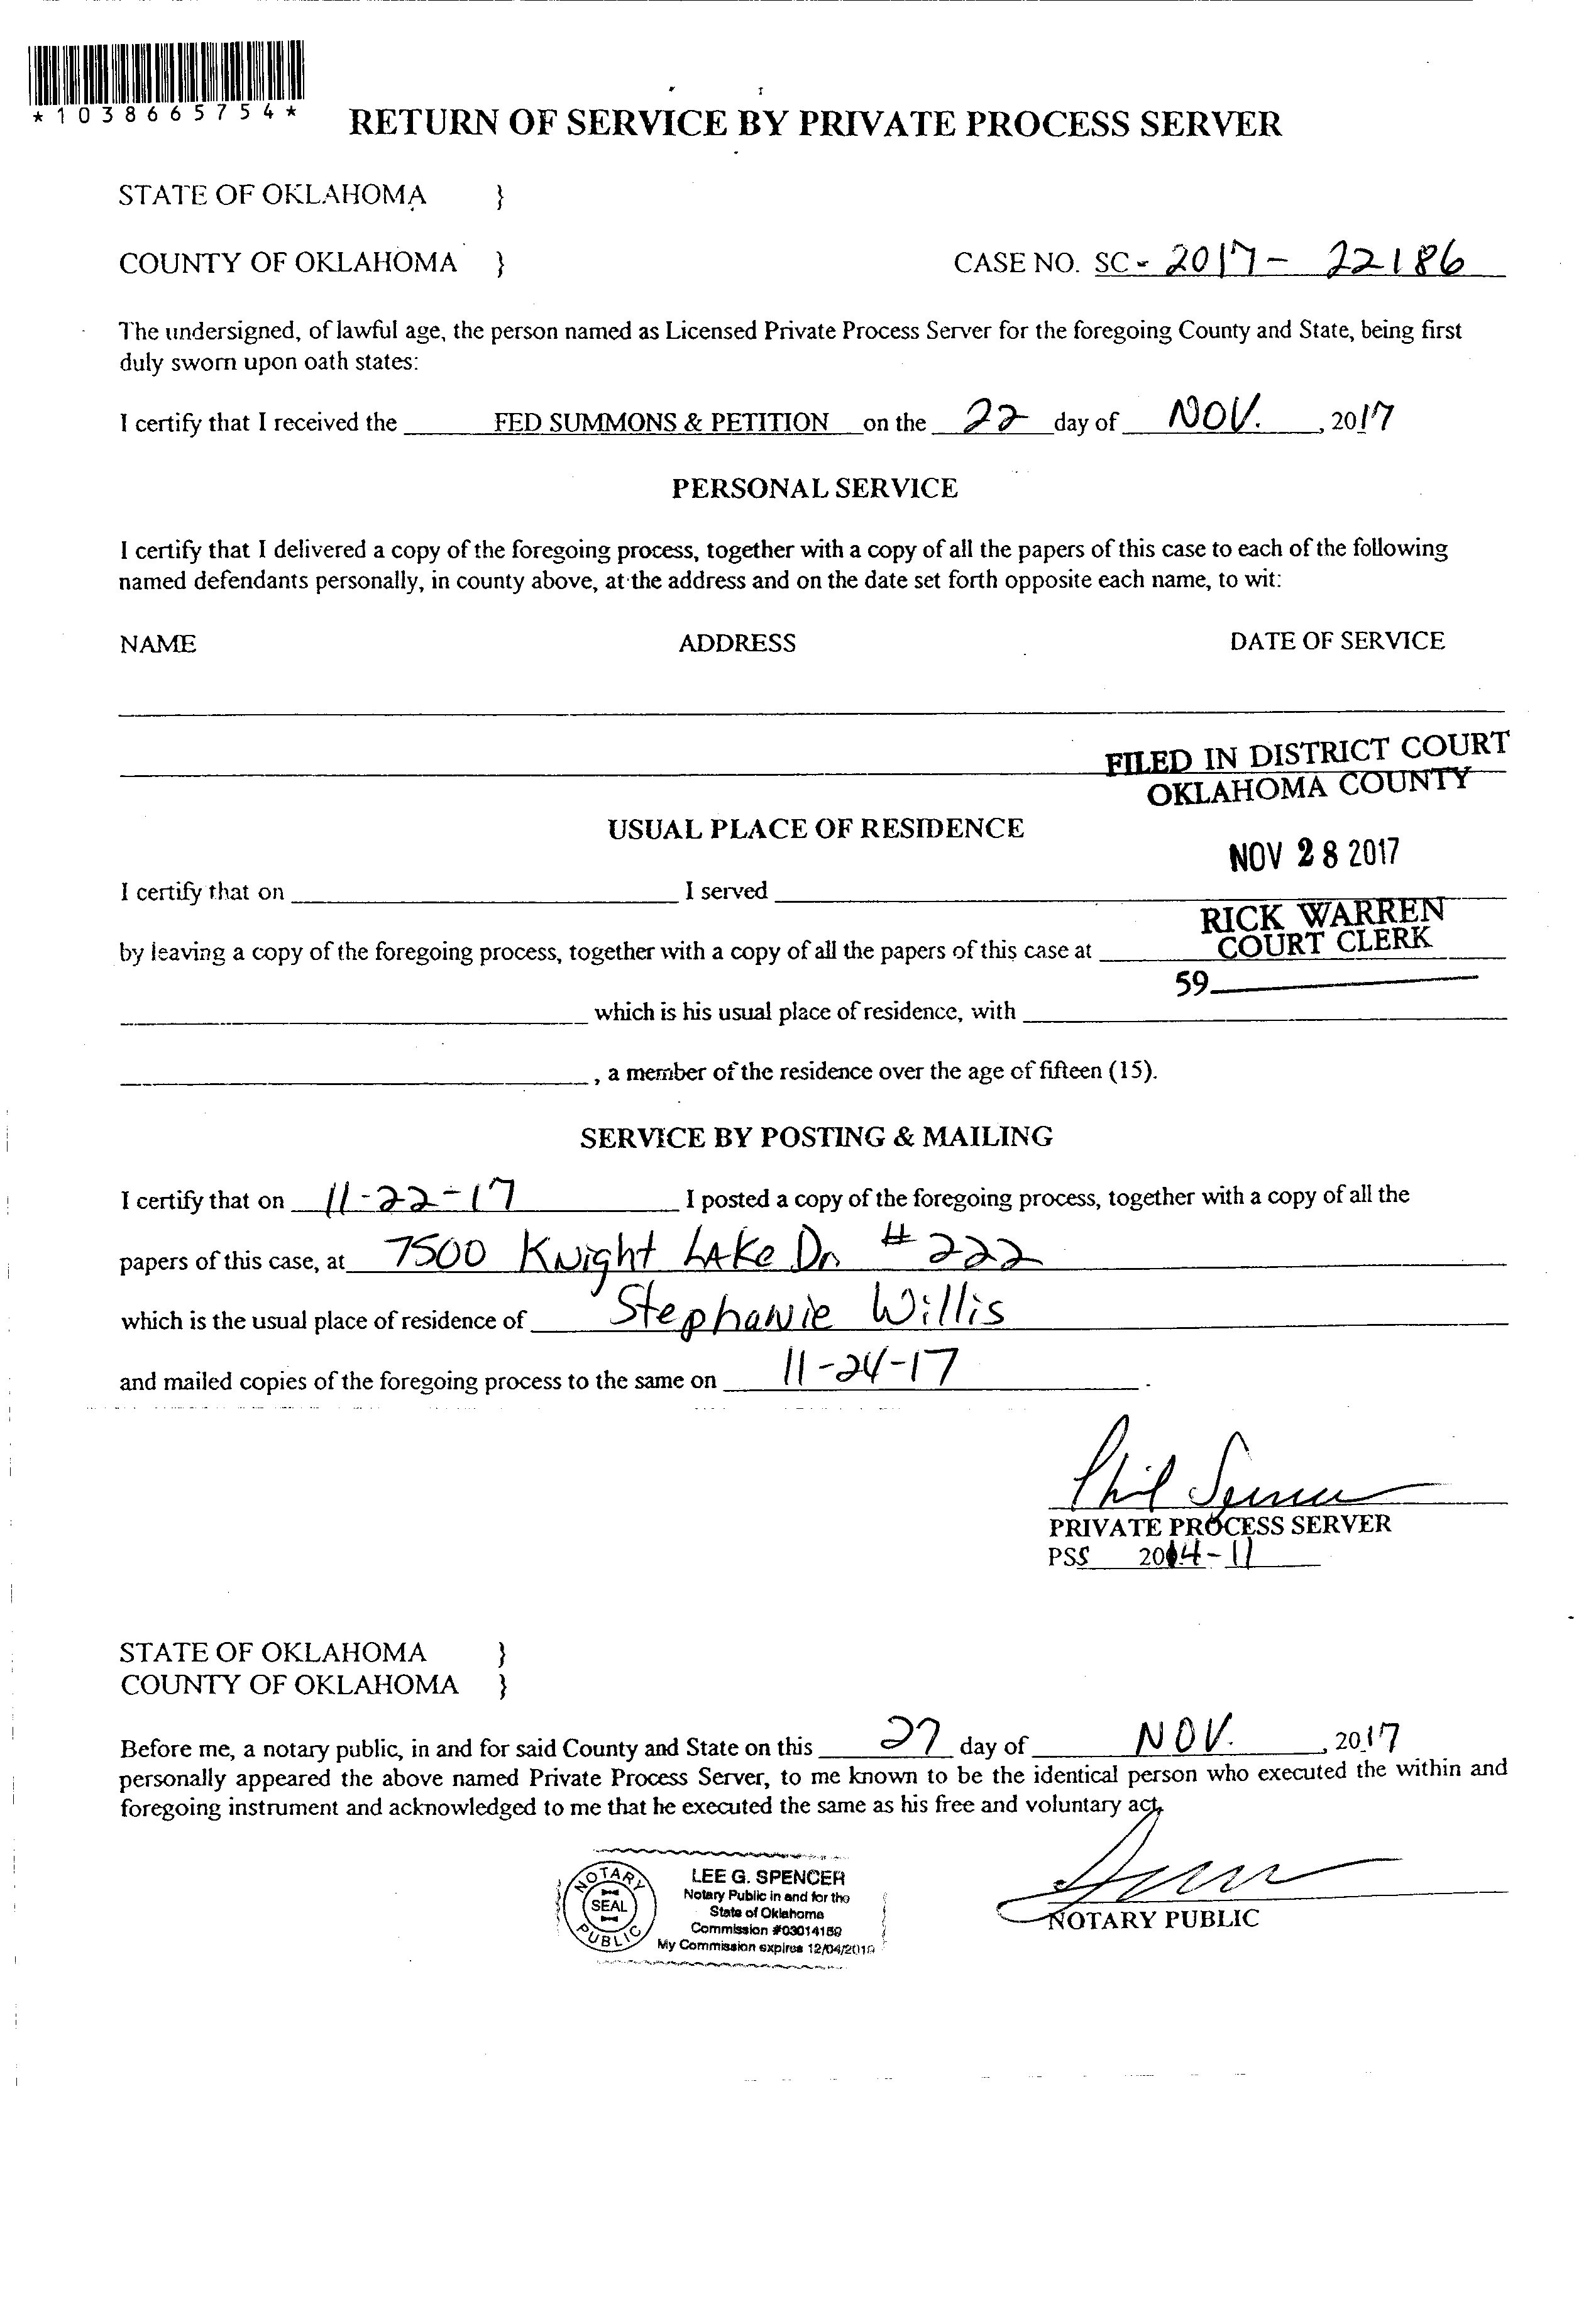 *1038665754*
RETURN OF SERVICE BY PRIVATE PROCESS SERVER
STATE OF OKLAHOMA }
COUNTY OF OKLAHOMA } CASE NO. SC - 2017 - 22186
The undersigned, of lawful age, the person named as Licensed Private Process Server for the foregoing County and State, being first
duly sworn upon oath states:
I certify that I received the FED SUMMONS & PETITION on the 22 day of NOV. , 2017
PERSONAL SERVICE
I certify that I delivered a copy of the foregoing process, together with a copy of all the papers of this case to each of the following
named defendants personally, in county above, at the address and on the date set forth opposite each name, to wit:
NAME ADDRESS DATE OF SERVICE
FILED IN DISTRICT COURT
OKLAHOMA COUNTY
USUAL PLACE OF RESIDENCE
NOV 28 2017
I certify that on I served
RICK WARREN
COURT CLERK
by leaving a copy of the foregoing process, together with a copy of all the papers of this case at
59
which is his usual place of residence, with
, a member of the residence over the age of fifteen (15).
SERVICE BY POSTING & MAILING
I certify that on 11-22-17 I posted a copy of the foregoing process, together with a copy of all the
papers of this case, at 7500 Knight Lake Dr #222
which is the usual place of residence of Stephanie Willis
and mailed copies of the foregoing process to the same on 11-24-17 .
Phil
PRIVATE PROCESS SERVER
PSS 2014-11
STATE OF OKLAHOMA }
COUNTY OF OKLAHOMA }
Before me, a notary public, in and for said County and State on this 27 day of NOV. , 2017
personally appeared the above named Private Process Server, to me known to be the identical person who executed the within and
foregoing instrument and acknowledged to me that he executed the same as his free and voluntary act.
NOTARY PUBLIC
SEAL
LEE G. SPENCER
Notary Public in and for the
State of Oklahoma
Commission #03014159
My Commission expires
NOTARY PUBLIC